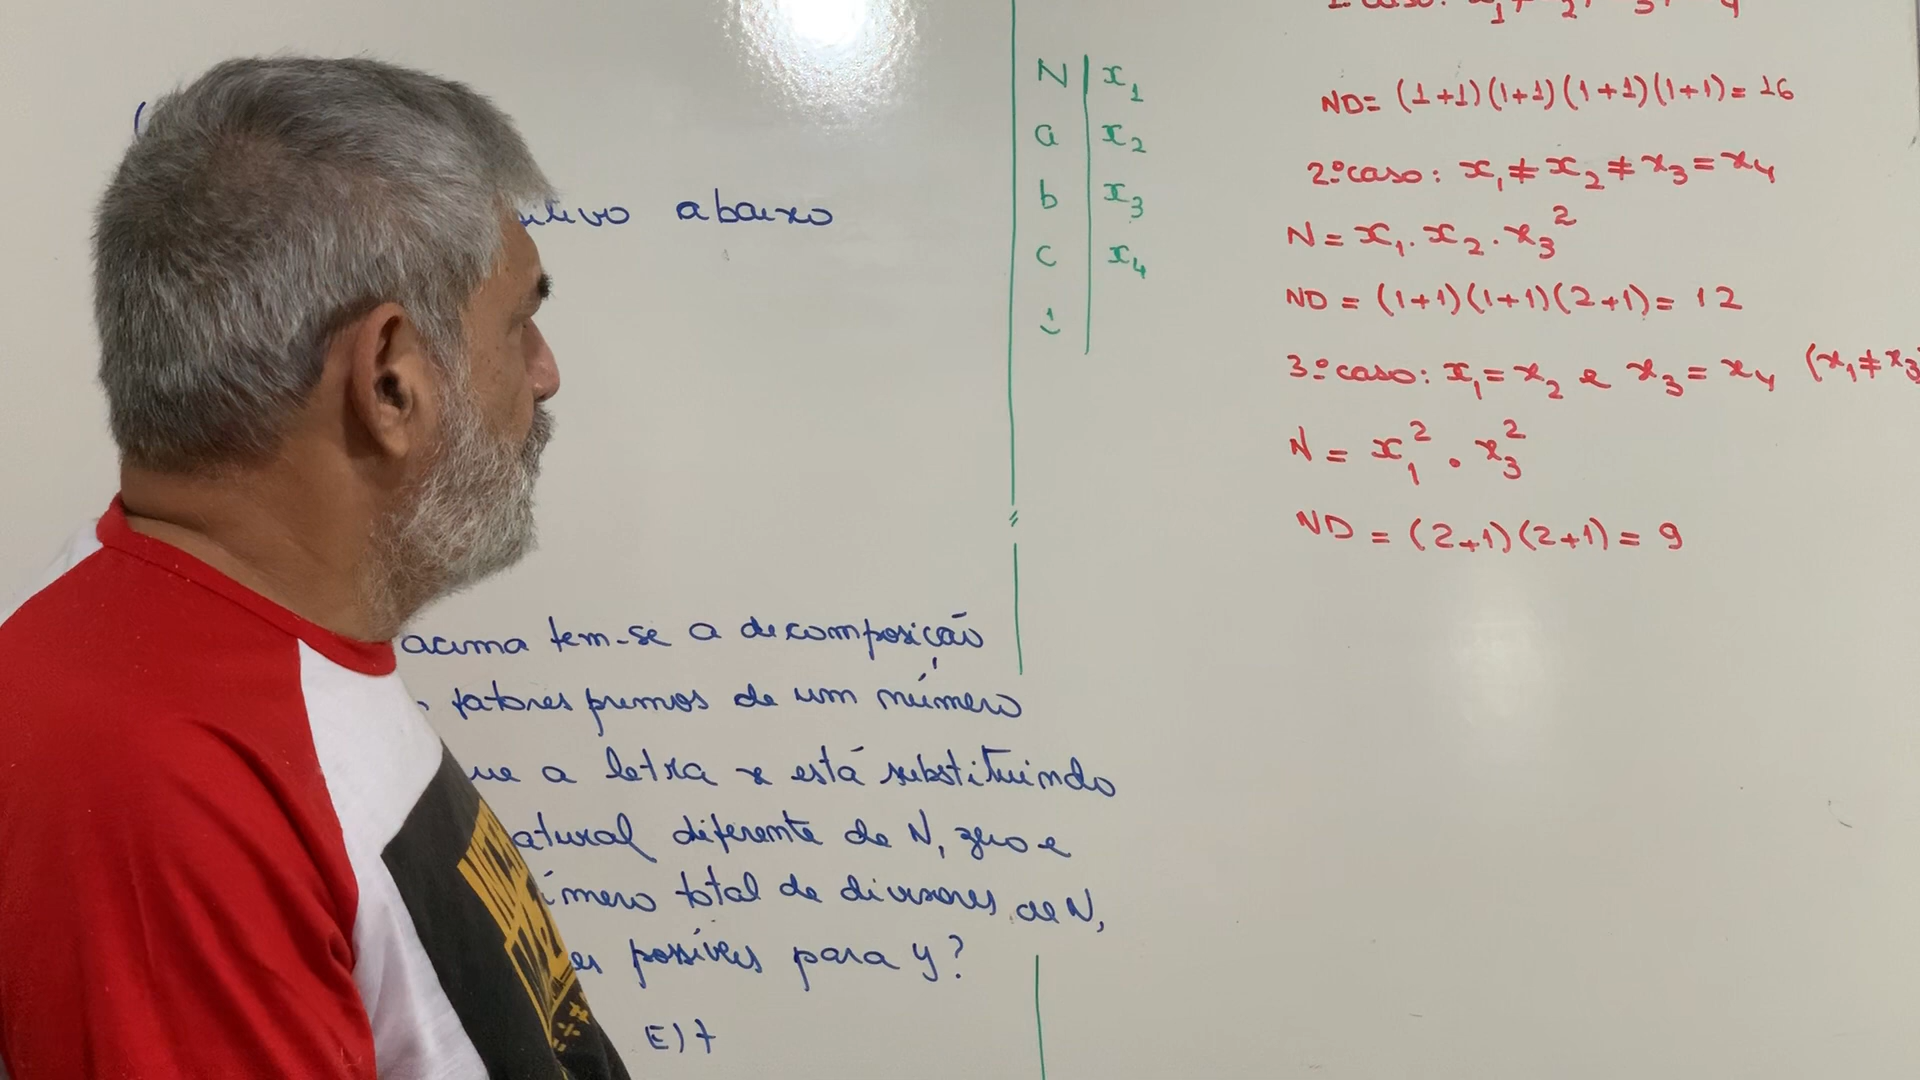 abaixo
acima tem-se a decomposição
fatores primos de um número
a letra x está substituindo
diferente de N, zero e
total de divisores de N,
possíveis para y?
E) 7
N | x₁
a | x₂
b | x₃
c | x₄
1
ND = (1+1)(1+1)(1+1)(1+1) = 16
2º caso: x₁ ≠ x₂ ≠ x₃ = x₄
N = x₁ . x₂ . x₃²
ND = (1+1)(1+1)(2+1) = 12
3º caso: x₁ = x₂ e x₃ = x₄ (x₁ ≠ x₃
N = x₁² . x₃²
ND = (2+1)(2+1) = 9